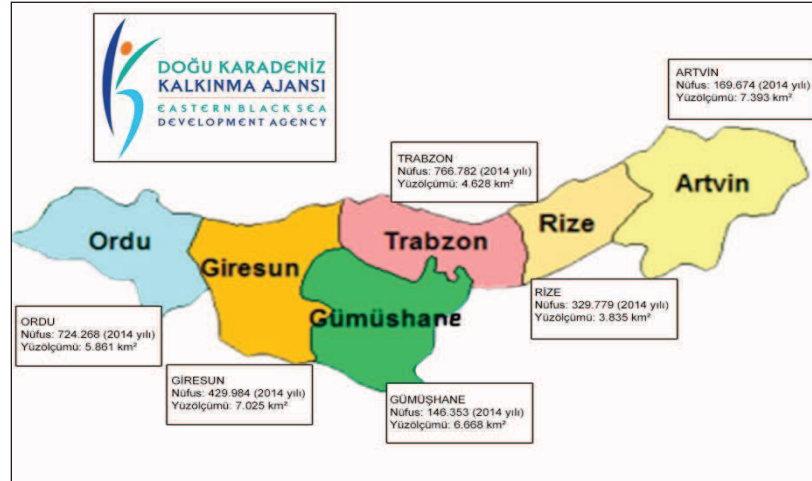 DOĞU KARADENİZ
KALKINMA AJANSI
EASTERN BLACK SEA
DEVELOPMENT AGENCY
ARTVİN
Nüfus: 169.674 (2014 yılı)
Yüzölçümü: 7.393 km²
TRABZON
Nüfus: 766.782 (2014 yılı)
Yüzölçümü: 4.628 km²
Artvin
Rize
Ordu
Trabzon
Giresun
Gümüshane
RİZE
Nüfus: 329.779 (2014 yılı)
Yüzölçümü: 3.835 km²
ORDU
Nüfus: 724.268 (2014 yılı)
Yüzölçümü: 5.861 km²
GİRESUN
Nüfus: 429.984 (2014 yılı)
Yüzölçümü: 7.025 km²
GÜMÜŞHANE
Nüfus: 146.353 (2014 yılı)
Yüzölçümü: 6.668 km²